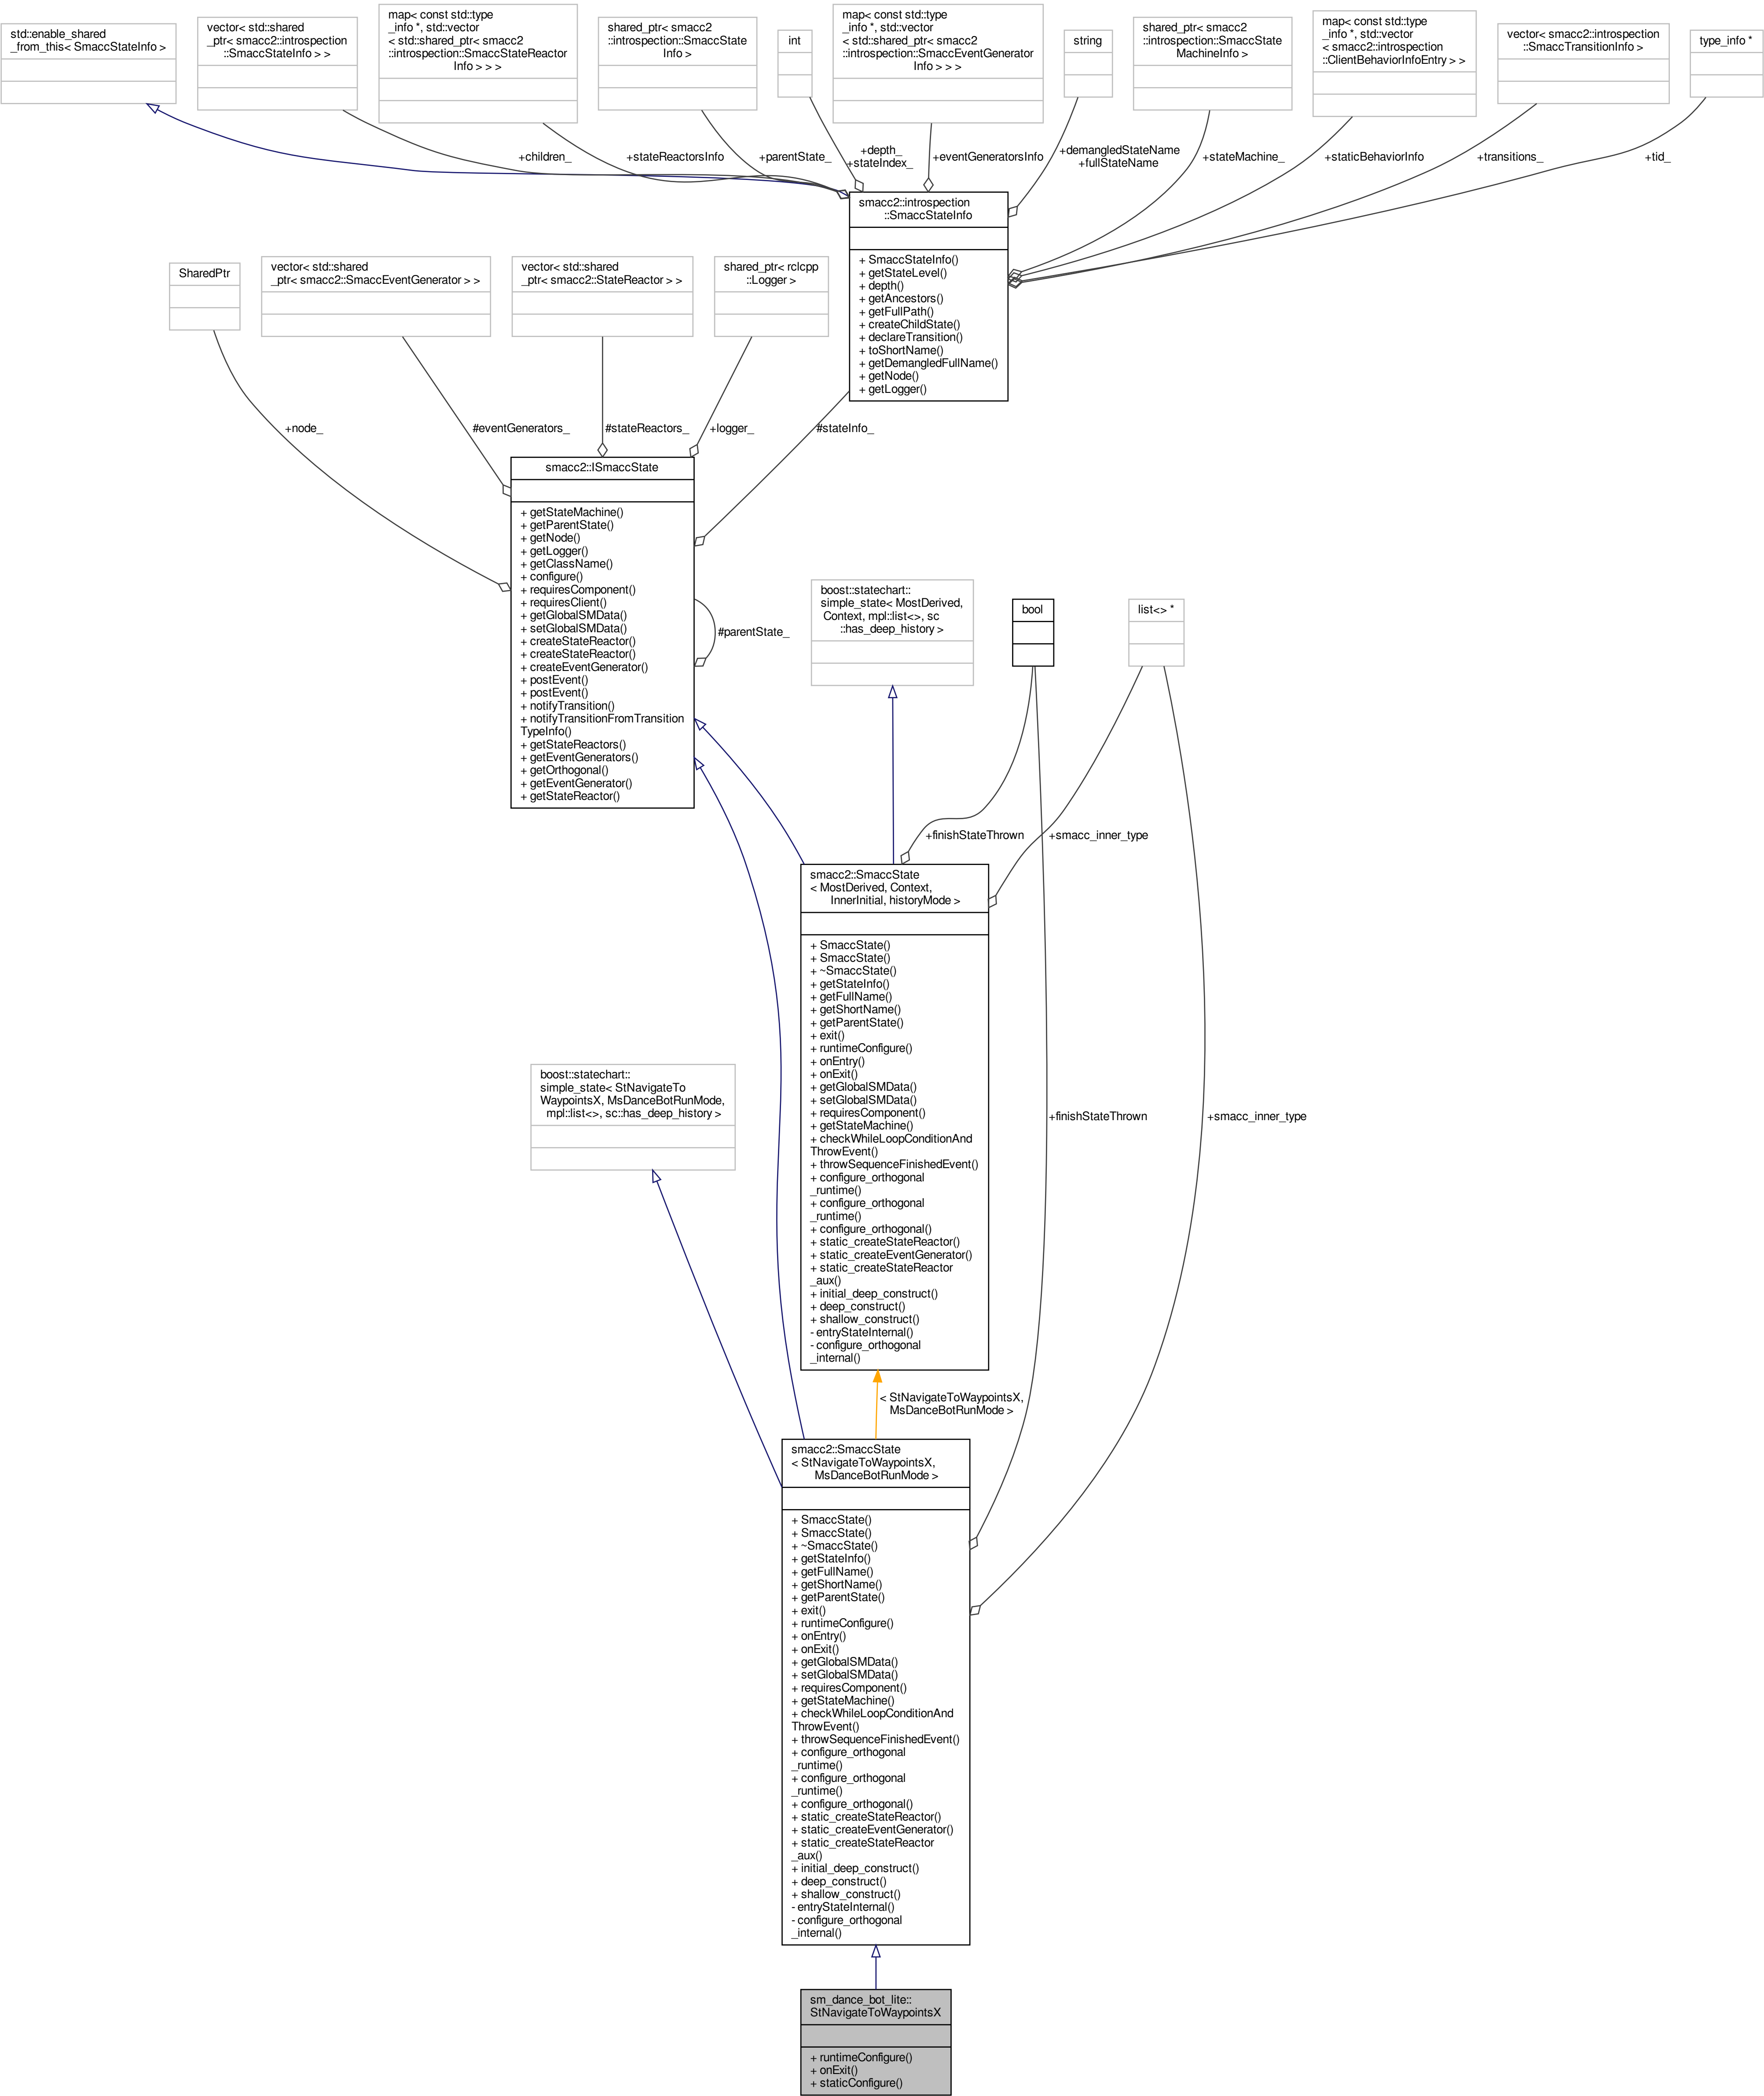 std::enable_shared
_from_this< SmaccStateInfo >
vector< std::shared
_ptr< smacc2::introspection
::SmaccStateInfo > >
map< const std::type
_info *, std::vector
< std::shared_ptr< smacc2
::introspection::SmaccStateReactor
Info > > >
shared_ptr< smacc2
::introspection::SmaccState
Info >
int
map< const std::type
_info *, std::vector
< std::shared_ptr< smacc2
::introspection::SmaccEventGenerator
Info > > >
string
shared_ptr< smacc2
::introspection::SmaccState
MachineInfo >
map< const std::type
_info *, std::vector
< smacc2::introspection
::ClientBehaviorInfoEntry > >
vector< smacc2::introspection
::SmaccTransitionInfo >
type_info *
+children_
+stateReactorsInfo
+parentState_
+depth_
+stateIndex_
+eventGeneratorsInfo
+demangledStateName
+fullStateName
+stateMachine_
+staticBehaviorInfo
+transitions_
+tid_
smacc2::introspection
::SmaccStateInfo
+ SmaccStateInfo()
+ getStateLevel()
+ depth()
+ getAncestors()
+ getFullPath()
+ createChildState()
+ declareTransition()
+ toShortName()
+ getDemangledFullName()
+ getNode()
+ getLogger()
SharedPtr
vector< std::shared
_ptr< smacc2::SmaccEventGenerator > >
vector< std::shared
_ptr< smacc2::StateReactor > >
shared_ptr< rclcpp
::Logger >
+node_
#eventGenerators_
#stateReactors_
+logger_
#stateInfo_
smacc2::ISmaccState
+ getStateMachine()
+ getParentState()
+ getNode()
+ getLogger()
+ getClassName()
+ configure()
+ requiresComponent()
+ requiresClient()
+ getGlobalSMData()
+ setGlobalSMData()
+ createStateReactor()
+ createStateReactor()
+ createEventGenerator()
+ postEvent()
+ postEvent()
+ notifyTransition()
+ notifyTransitionFromTransition
TypeInfo()
+ getStateReactors()
+ getEventGenerators()
+ getOrthogonal()
+ getEventGenerator()
+ getStateReactor()
#parentState_
boost::statechart::
simple_state< MostDerived,
Context, mpl::list<>, sc
::has_deep_history >
bool
list<> *
+finishStateThrown
+smacc_inner_type
smacc2::SmaccState
< MostDerived, Context,
InnerInitial, historyMode >
+ SmaccState()
+ SmaccState()
+ ~SmaccState()
+ getStateInfo()
+ getFullName()
+ getShortName()
+ getParentState()
+ exit()
+ runtimeConfigure()
+ onEntry()
+ onExit()
+ getGlobalSMData()
+ setGlobalSMData()
+ requiresComponent()
+ getStateMachine()
+ checkWhileLoopConditionAnd
ThrowEvent()
+ throwSequenceFinishedEvent()
+ configure_orthogonal
_runtime()
+ configure_orthogonal
_runtime()
+ configure_orthogonal()
+ static_createStateReactor()
+ static_createEventGenerator()
+ static_createStateReactor
_aux()
+ initial_deep_construct()
+ deep_construct()
+ shallow_construct()
- entryStateInternal()
- configure_orthogonal
_internal()
boost::statechart::
simple_state< StNavigateTo
WaypointsX, MsDanceBotRunMode,
mpl::list<>, sc::has_deep_history >
+finishStateThrown
+smacc_inner_type
< StNavigateToWaypointsX,
MsDanceBotRunMode >
smacc2::SmaccState
< StNavigateToWaypointsX,
MsDanceBotRunMode >
+ SmaccState()
+ SmaccState()
+ ~SmaccState()
+ getStateInfo()
+ getFullName()
+ getShortName()
+ getParentState()
+ exit()
+ runtimeConfigure()
+ onEntry()
+ onExit()
+ getGlobalSMData()
+ setGlobalSMData()
+ requiresComponent()
+ getStateMachine()
+ checkWhileLoopConditionAnd
ThrowEvent()
+ throwSequenceFinishedEvent()
+ configure_orthogonal
_runtime()
+ configure_orthogonal
_runtime()
+ configure_orthogonal()
+ static_createStateReactor()
+ static_createEventGenerator()
+ static_createStateReactor
_aux()
+ initial_deep_construct()
+ deep_construct()
+ shallow_construct()
- entryStateInternal()
- configure_orthogonal
_internal()
sm_dance_bot_lite::
StNavigateToWaypointsX
+ runtimeConfigure()
+ onExit()
+ staticConfigure()